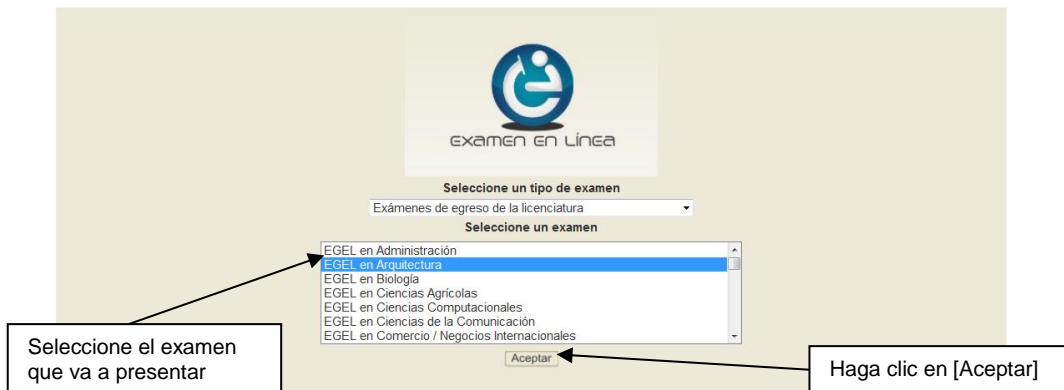 examen en línea
Seleccione un tipo de examen
Exámenes de egreso de la licenciatura
Seleccione un examen
EGEL en Administración
EGEL en Arquitectura
EGEL en Biología
EGEL en Ciencias Agrícolas
EGEL en Ciencias Computacionales
EGEL en Ciencias de la Comunicación
EGEL en Comercio / Negocios Internacionales
Aceptar
Seleccione el examen
que va a presentar
Haga clic en [Aceptar]